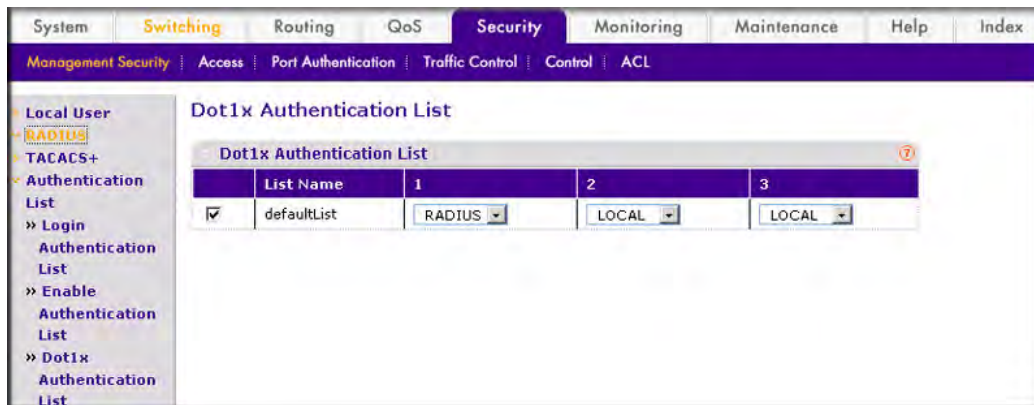 System Switching Routing QoS Security Monitoring Maintenance Help Index
Management Security Access Port Authentication Traffic Control Control ACL
Local User
RADIUS
TACACS+
Authentication
List
» Login
Authentication
List
» Enable
Authentication
List
» Dot1x
Authentication
List
Dot1x Authentication List
Dot1x Authentication List ?
List Name 1 2 3
defaultList RADIUS LOCAL LOCAL